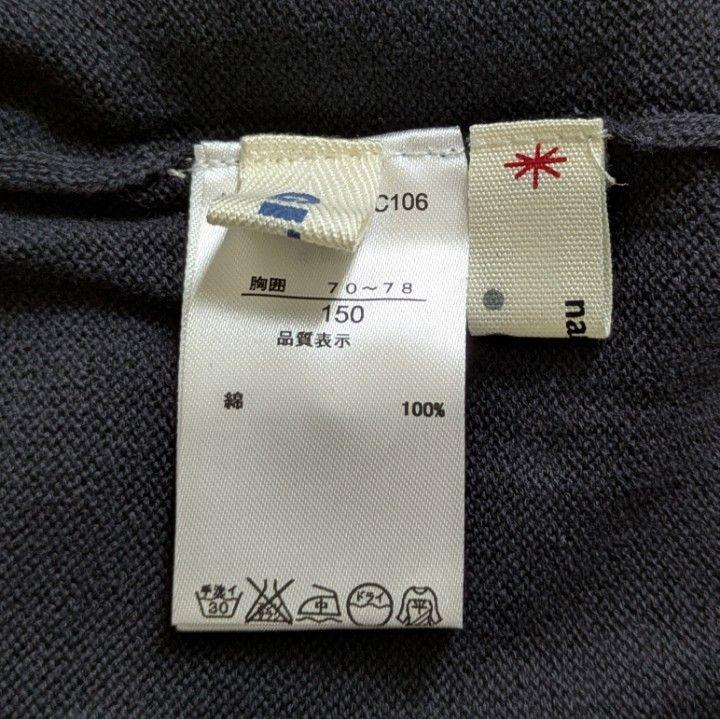 C106
胸囲 70~78
150
品質表示
綿 100%
手洗イ 30 中 ドライ 平
na